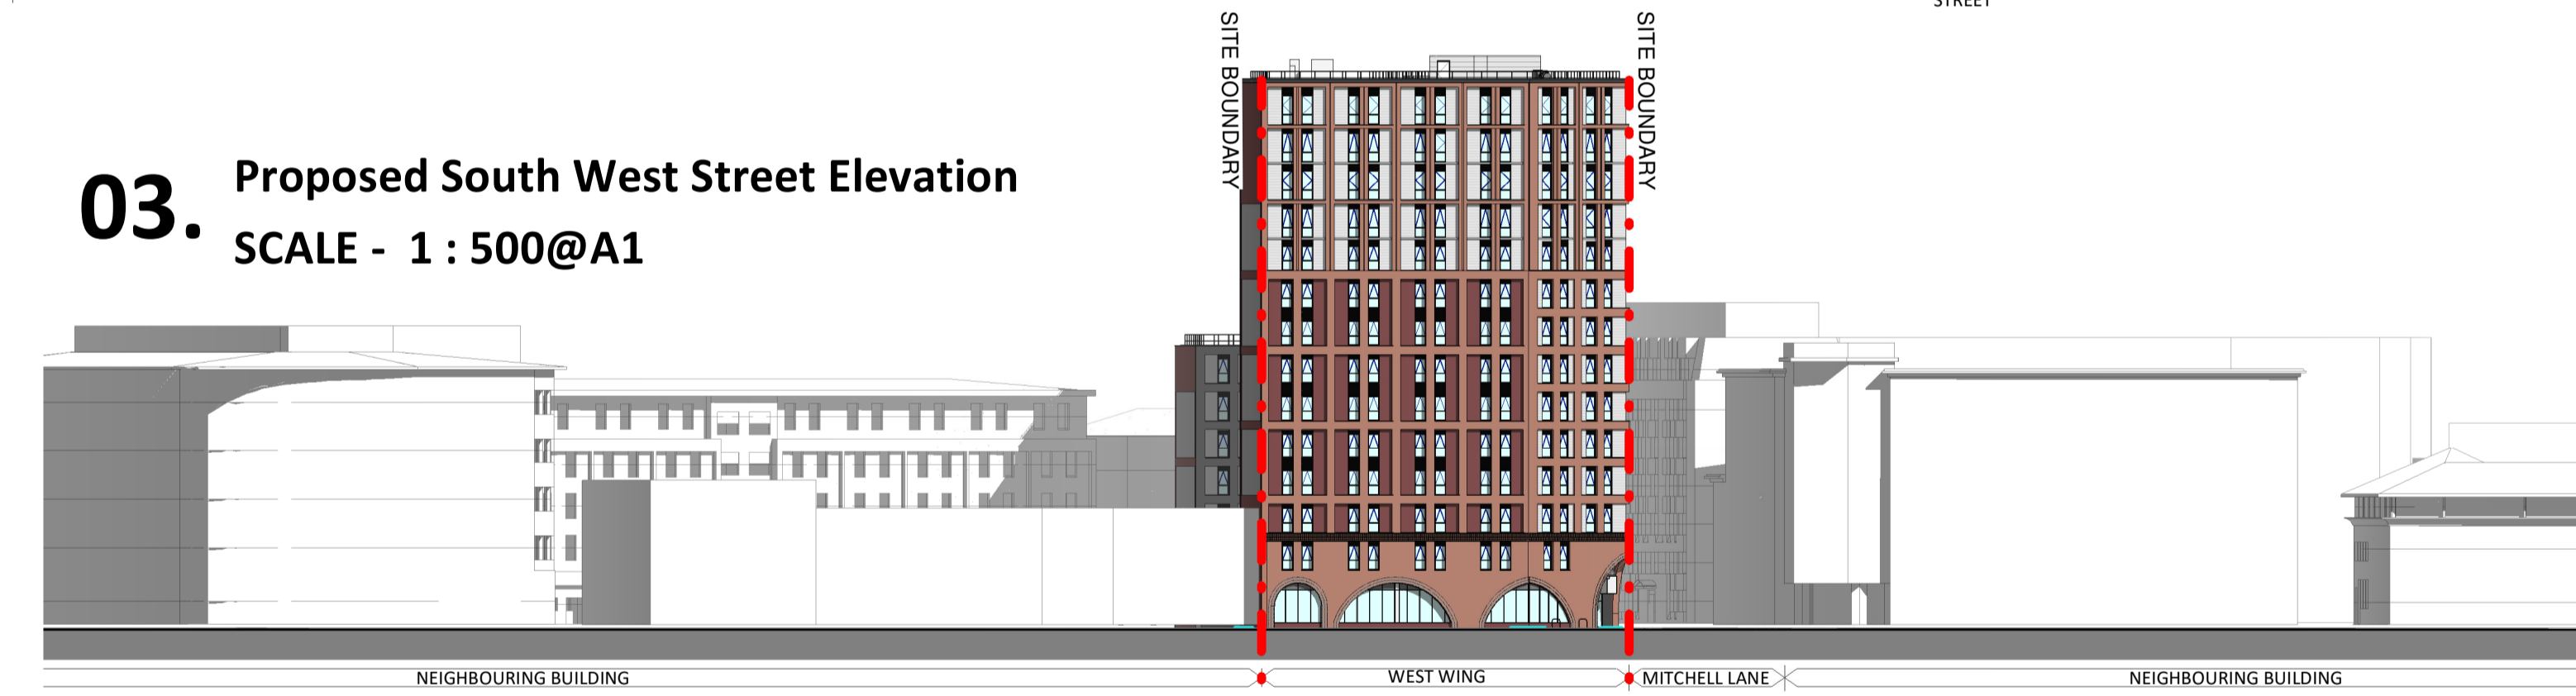 STREET
SITE BOUNDARY
SITE BOUNDARY
03.
Proposed South West Street Elevation
SCALE - 1 : 500@A1
NEIGHBOURING BUILDING
WEST WING
MITCHELL LANE
NEIGHBOURING BUILDING